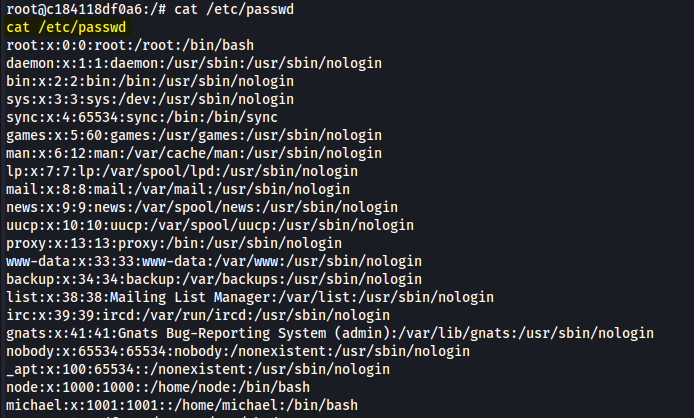 root@c184118df0a6:/# cat /etc/passwd
cat /etc/passwd
root:x:0:0:root:/root:/bin/bash
daemon:x:1:1:daemon:/usr/sbin:/usr/sbin/nologin
bin:x:2:2:bin:/bin:/usr/sbin/nologin
sys:x:3:3:sys:/dev:/usr/sbin/nologin
sync:x:4:65534:sync:/bin:/bin/sync
games:x:5:60:games:/usr/games:/usr/sbin/nologin
man:x:6:12:man:/var/cache/man:/usr/sbin/nologin
lp:x:7:7:lp:/var/spool/lpd:/usr/sbin/nologin
mail:x:8:8:mail:/var/mail:/usr/sbin/nologin
news:x:9:9:news:/var/spool/news:/usr/sbin/nologin
uucp:x:10:10:uucp:/var/spool/uucp:/usr/sbin/nologin
proxy:x:13:13:proxy:/bin:/usr/sbin/nologin
www-data:x:33:33:www-data:/var/www:/usr/sbin/nologin
backup:x:34:34:backup:/var/backups:/usr/sbin/nologin
list:x:38:38:Mailing List Manager:/var/list:/usr/sbin/nologin
irc:x:39:39:ircd:/var/run/ircd:/usr/sbin/nologin
gnats:x:41:41:Gnats Bug-Reporting System (admin):/var/lib/gnats:/usr/sbin/nologin
nobody:x:65534:65534:nobody:/nonexistent:/usr/sbin/nologin
_apt:x:100:65534::/nonexistent:/usr/sbin/nologin
node:x:1000:1000::/home/node:/bin/bash
michael:x:1001:1001::/home/michael:/bin/bash